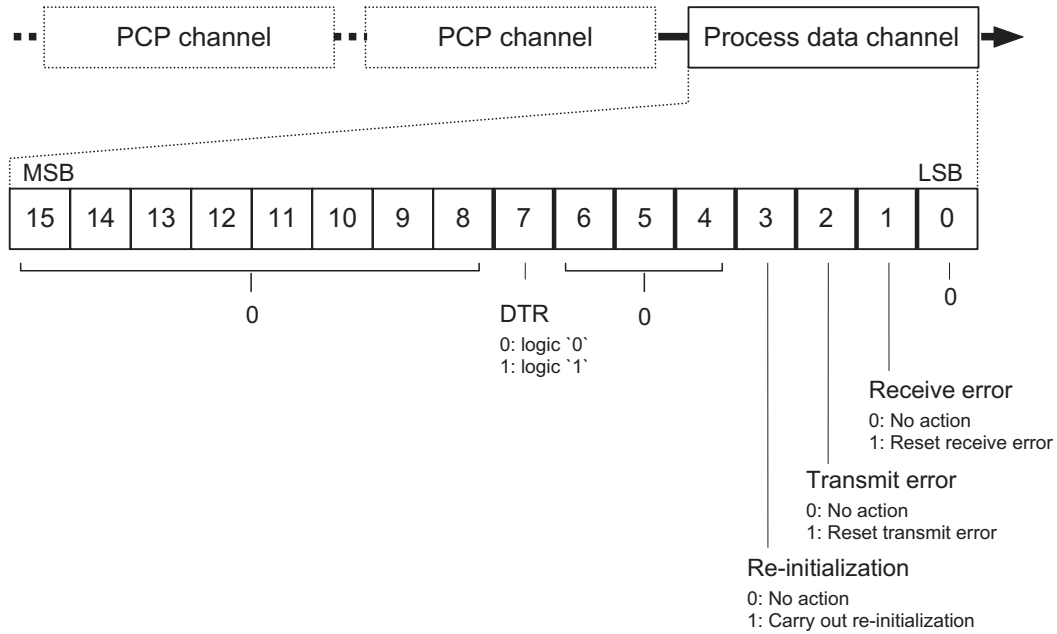 PCP channel PCP channel Process data channel
MSB LSB
15 14 13 12 11 10 9 8 7 6 5 4 3 2 1 0
0 DTR 0 0
0: logic `0`
1: logic `1`
Receive error
0: No action
1: Reset receive error
Transmit error
0: No action
1: Reset transmit error
Re-initialization
0: No action
1: Carry out re-initialization